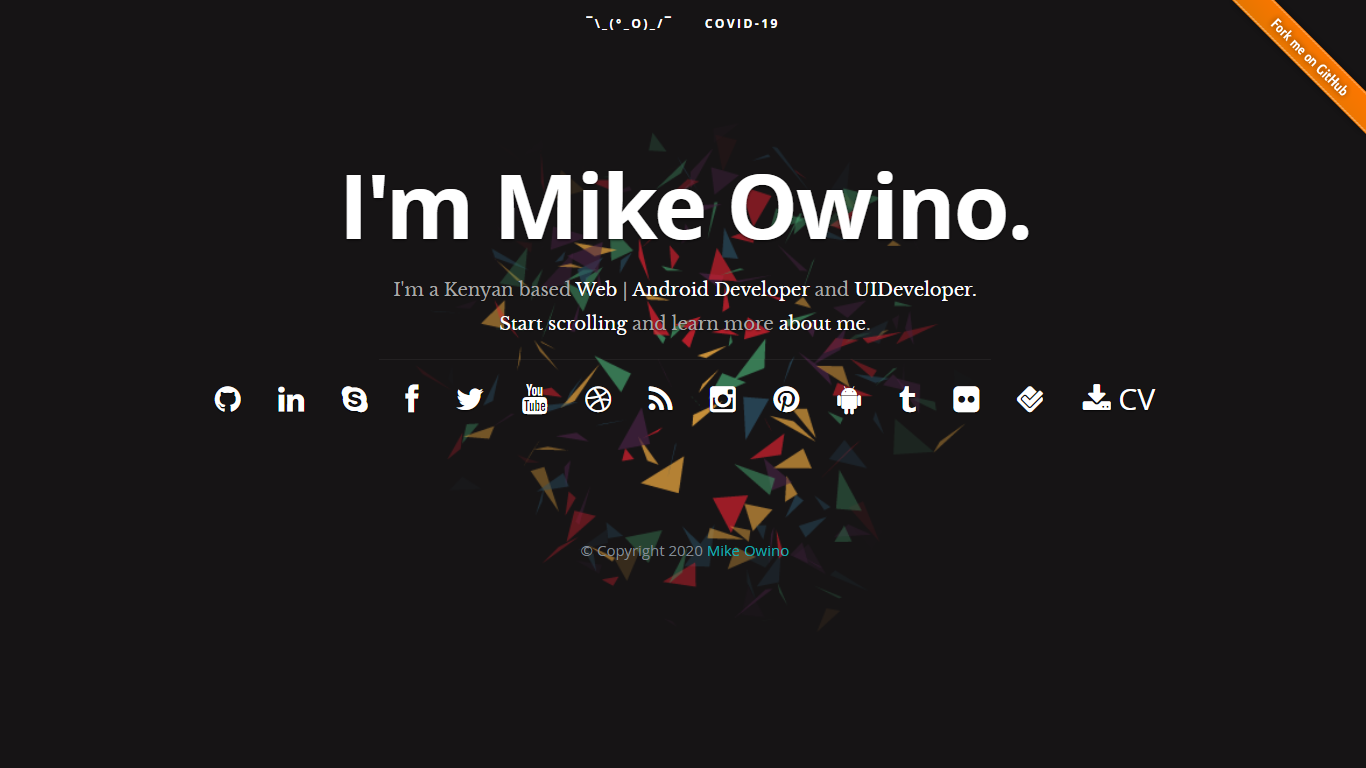 ¯\_(°_O)_/¯ COVID-19
Fork me on GitHub
I'm Mike Owino.
I'm a Kenyan based Web | Android Developer and UIDeveloper.
Start scrolling and learn more about me.
You
Tube
CV
© Copyright 2020 Mike Owino